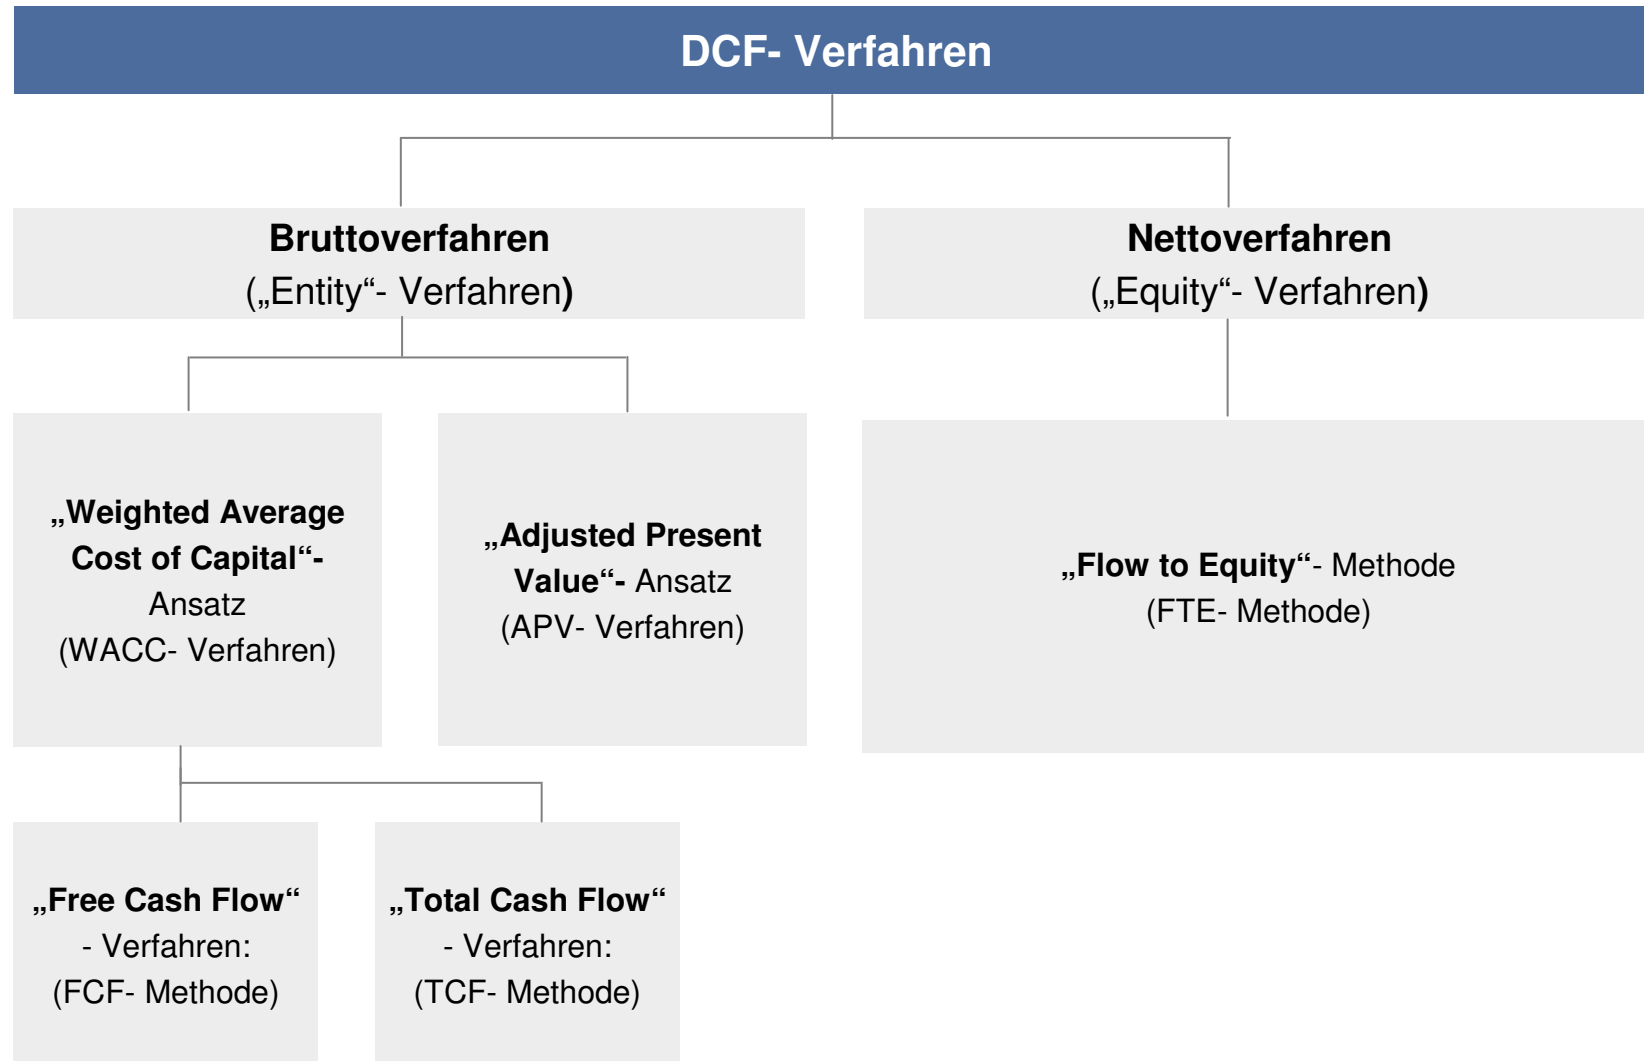 DCF- Verfahren
Bruttoverfahren
(„Entity“- Verfahren)
Nettoverfahren
(„Equity“- Verfahren)
„Weighted Average
Cost of Capital“-
Ansatz
(WACC- Verfahren)
„Adjusted Present
Value“- Ansatz
(APV- Verfahren)
„Flow to Equity“- Methode
(FTE- Methode)
„Free Cash Flow“
- Verfahren:
(FCF- Methode)
„Total Cash Flow“
- Verfahren:
(TCF- Methode)